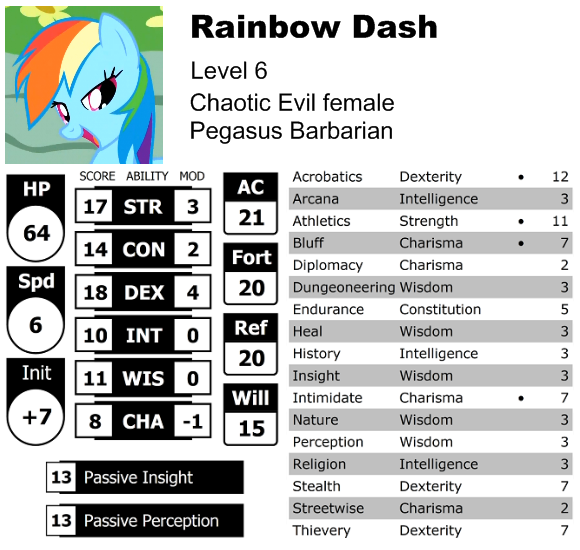 Rainbow Dash
Level 6
Chaotic Evil female
Pegasus Barbarian
HP
64
Spd
6
Init
+7
SCORE ABILITY MOD
17 STR 3
14 CON 2
18 DEX 4
10 INT 0
11 WIS 0
8 CHA -1
AC
21
Fort
20
Ref
20
Will
15
13 Passive Insight
13 Passive Perception
Acrobatics Dexterity • 12
Arcana Intelligence 3
Athletics Strength • 11
Bluff Charisma • 7
Diplomacy Charisma 2
Dungeoneering Wisdom 3
Endurance Constitution 5
Heal Wisdom 3
History Intelligence 3
Insight Wisdom 3
Intimidate Charisma • 7
Nature Wisdom 3
Perception Wisdom 3
Religion Intelligence 3
Stealth Dexterity 7
Streetwise Charisma 2
Thievery Dexterity 7